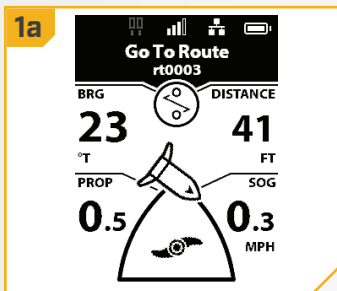 1a
Go To Route
rt0003
BRG DISTANCE
23 41
°T FT
PROP SOG
0.5 0.3
MPH